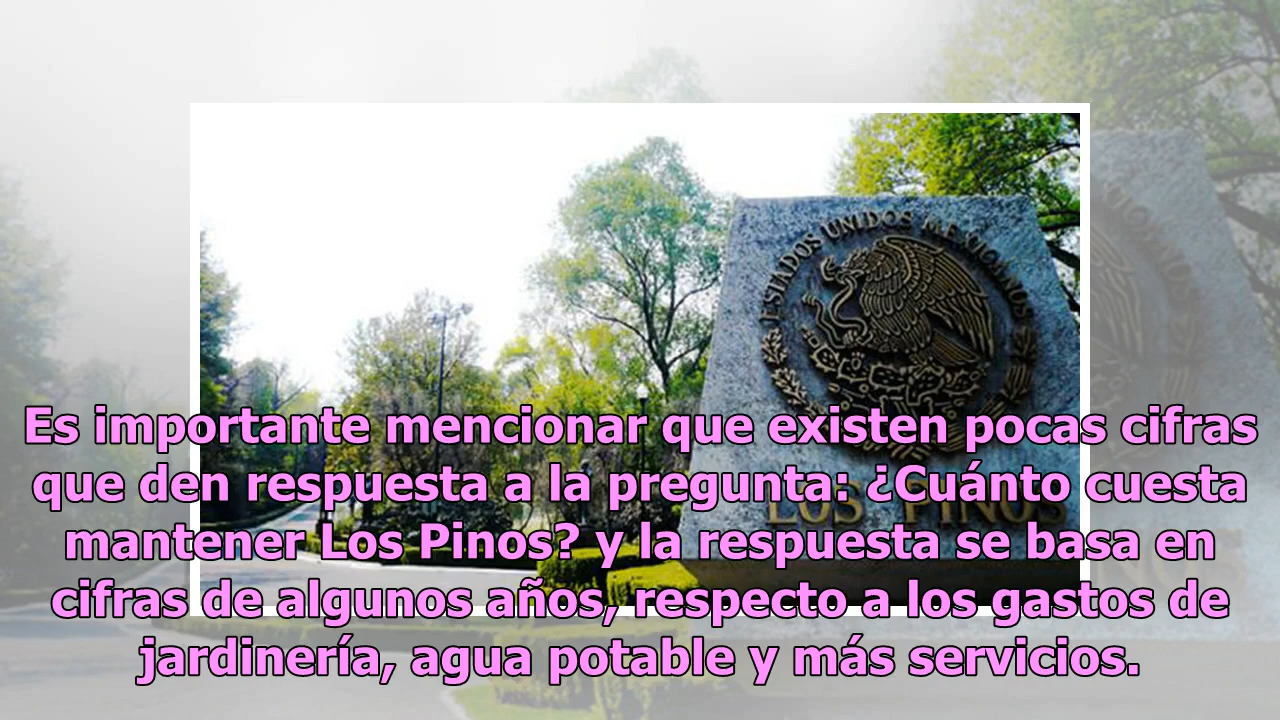 ESTADOS UNIDOS MEXICANOS
LOS PINOS
Es importante mencionar que existen pocas cifras
que den respuesta a la pregunta: ¿Cuánto cuesta
mantener Los Pinos? y la respuesta se basa en
cifras de algunos años, respecto a los gastos de
jardinería, agua potable y más servicios.